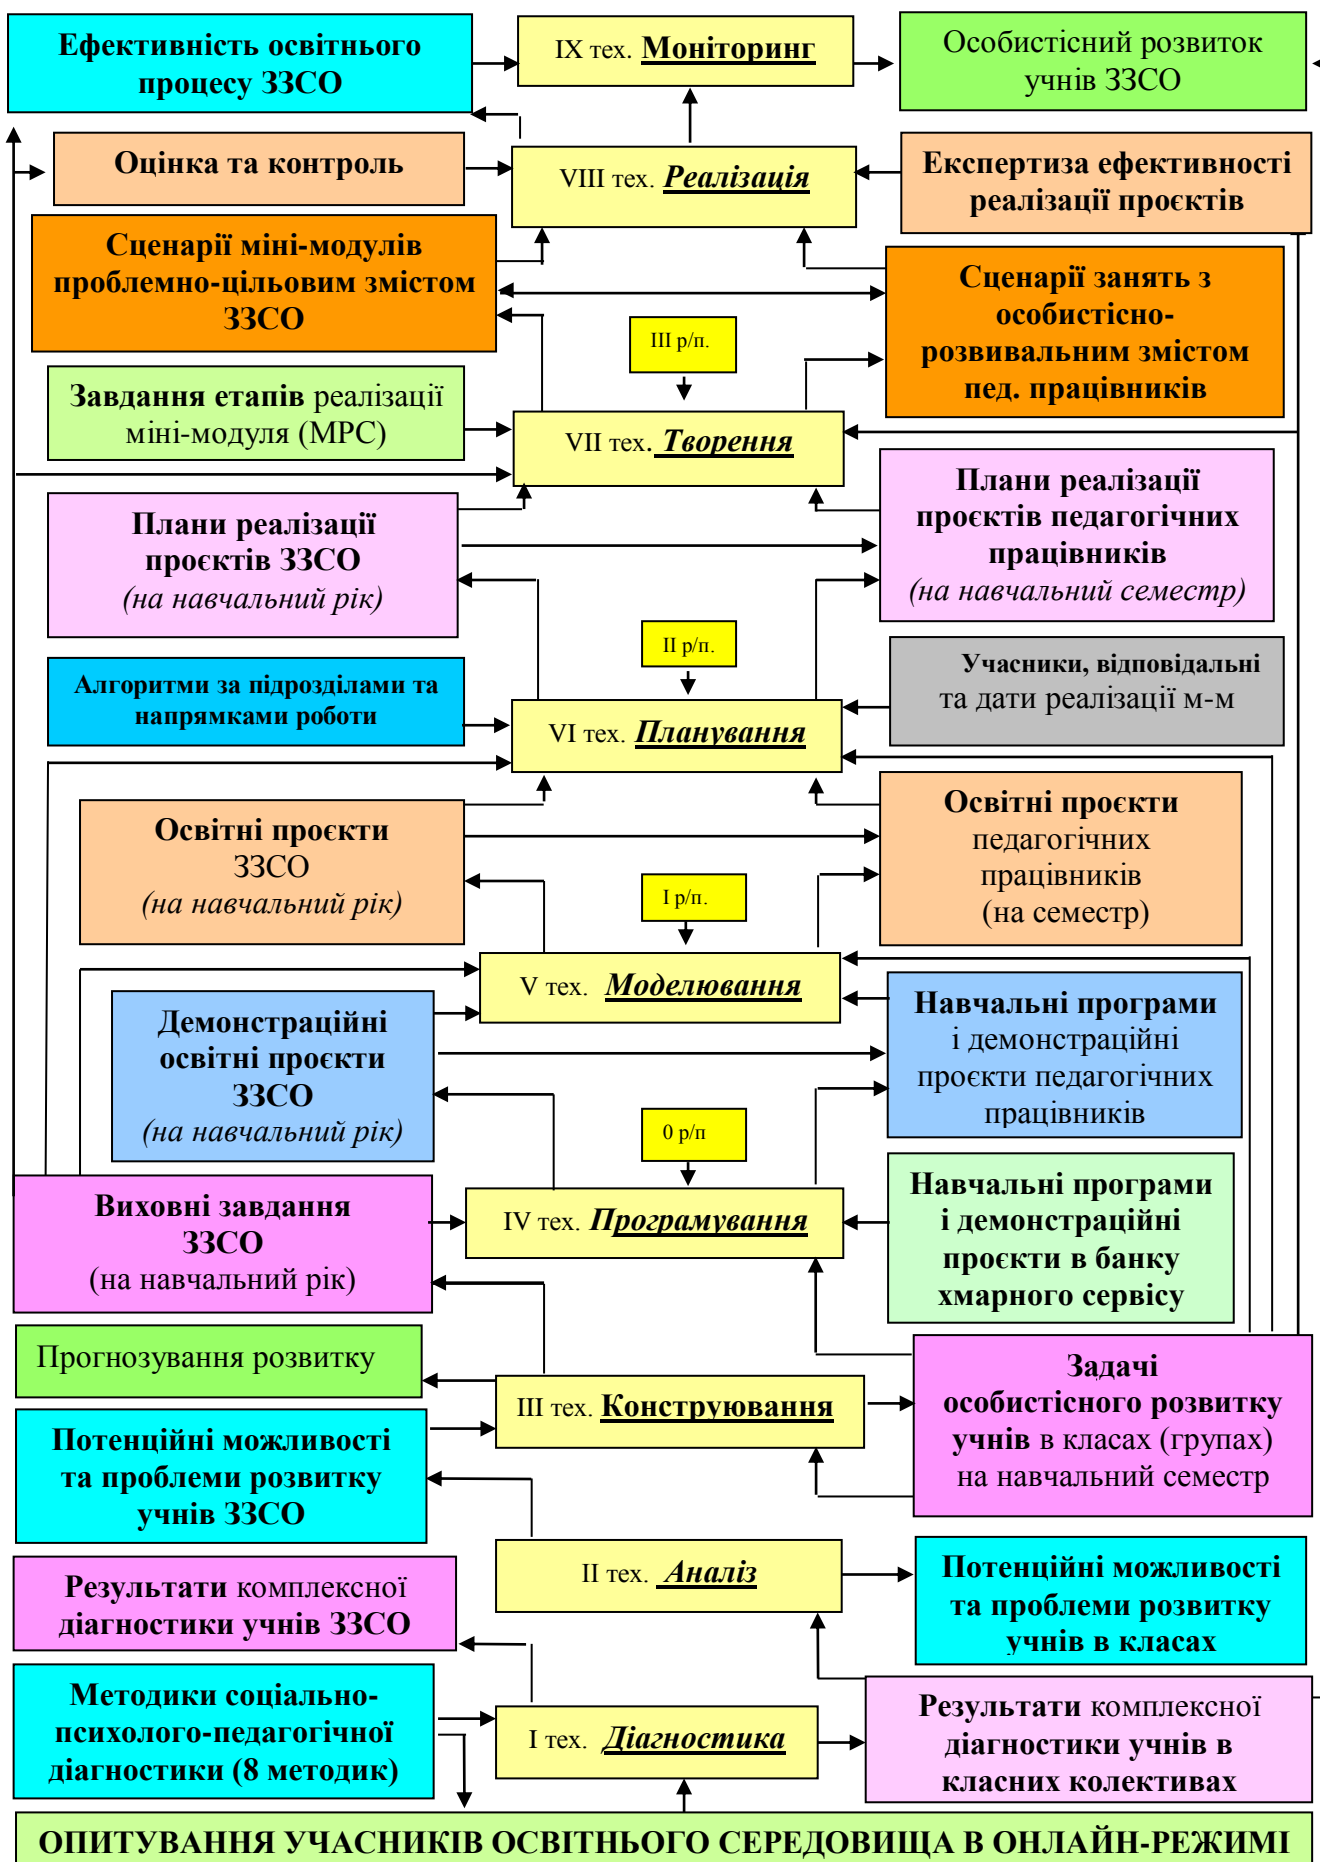 Ефективність освітнього
процесу ЗЗСО
IX тех. Моніторинг
Особистісний розвиток
учнів ЗЗСО
Оцінка та контроль
VIII тех. Реалізація
Експертиза ефективності
реалізації проєктів
Сценарії міні-модулів
проблемно-цільовим змістом
ЗЗСО
Сценарії занять з
особистісно-
розвивальним змістом
пед. працівників
III р/п.
Завдання етапів реалізації
міні-модуля (МРС)
VII тех. Творення
Плани реалізації
проєктів ЗЗСО
(на навчальний рік)
Плани реалізації
проєктів педагогічних
працівників
(на навчальний семестр)
II р/п.
Алгоритми за підрозділами та
напрямками роботи
VI тех. Планування
Учасники, відповідальні
та дати реалізації м-м
Освітні проєкти
ЗЗСО
(на навчальний рік)
Освітні проєкти
педагогічних
працівників
(на семестр)
I р/п.
V тех. Моделювання
Демонстраційні
освітні проєкти
ЗЗСО
(на навчальний рік)
Навчальні програми
і демонстраційні
проєкти педагогічних
працівників
0 р/п
Виховні завдання
ЗЗСО
(на навчальний рік)
IV тех. Програмування
Навчальні програми
і демонстраційні
проєкти в банку
хмарного сервісу
Прогнозування розвитку
III тех. Конструювання
Задачі
особистісного розвитку
учнів в класах (групах)
на навчальний семестр
Потенційні можливості
та проблеми розвитку
учнів ЗЗСО
II тех. Аналіз
Потенційні можливості
та проблеми розвитку
учнів в класах
Результати комплексної
діагностики учнів ЗЗСО
Методики соціально-
психолого-педагогічної
діагностики (8 методик)
I тех. Діагностика
Результати комплексної
діагностики учнів в
класних колективах
ОПИТУВАННЯ УЧАСНИКІВ ОСВІТНЬОГО СЕРЕДОВИЩА В ОНЛАЙН-РЕЖИМІ